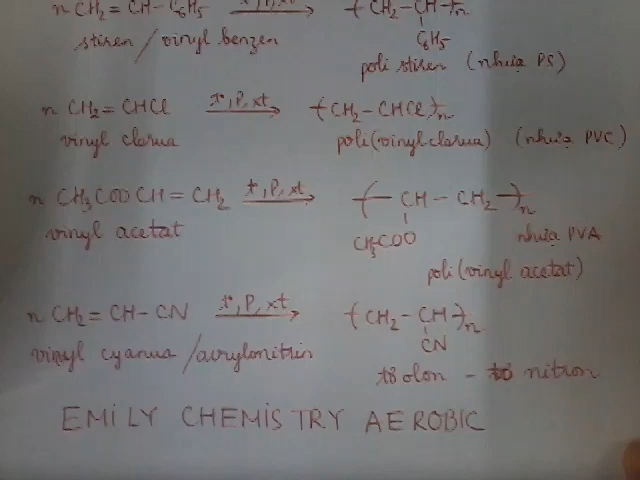 n CH2 = CH - C6H5 t°, P, xt (CH2 - CH)n
C6H5
stiren / vinyl benzen
poli stiren (nhựa PS)
n CH2 = CHCl t°, P, xt (CH2 - CHCl)n
vinyl clorua poli (vinyl clorua) (nhựa PVC)
n CH3COOCH = CH2 t°, P, xt (CH - CH2)n
CH3COO
vinyl acetat nhựa PVA
poli (vinyl acetat)
n CH2 = CH - CN t°, P, xt (CH2 - CH)n
CN
vinyl cyanua / acrylonitrin
tơ olon - tơ nitron
EMiLY CHEMiSTRY AEROBIC